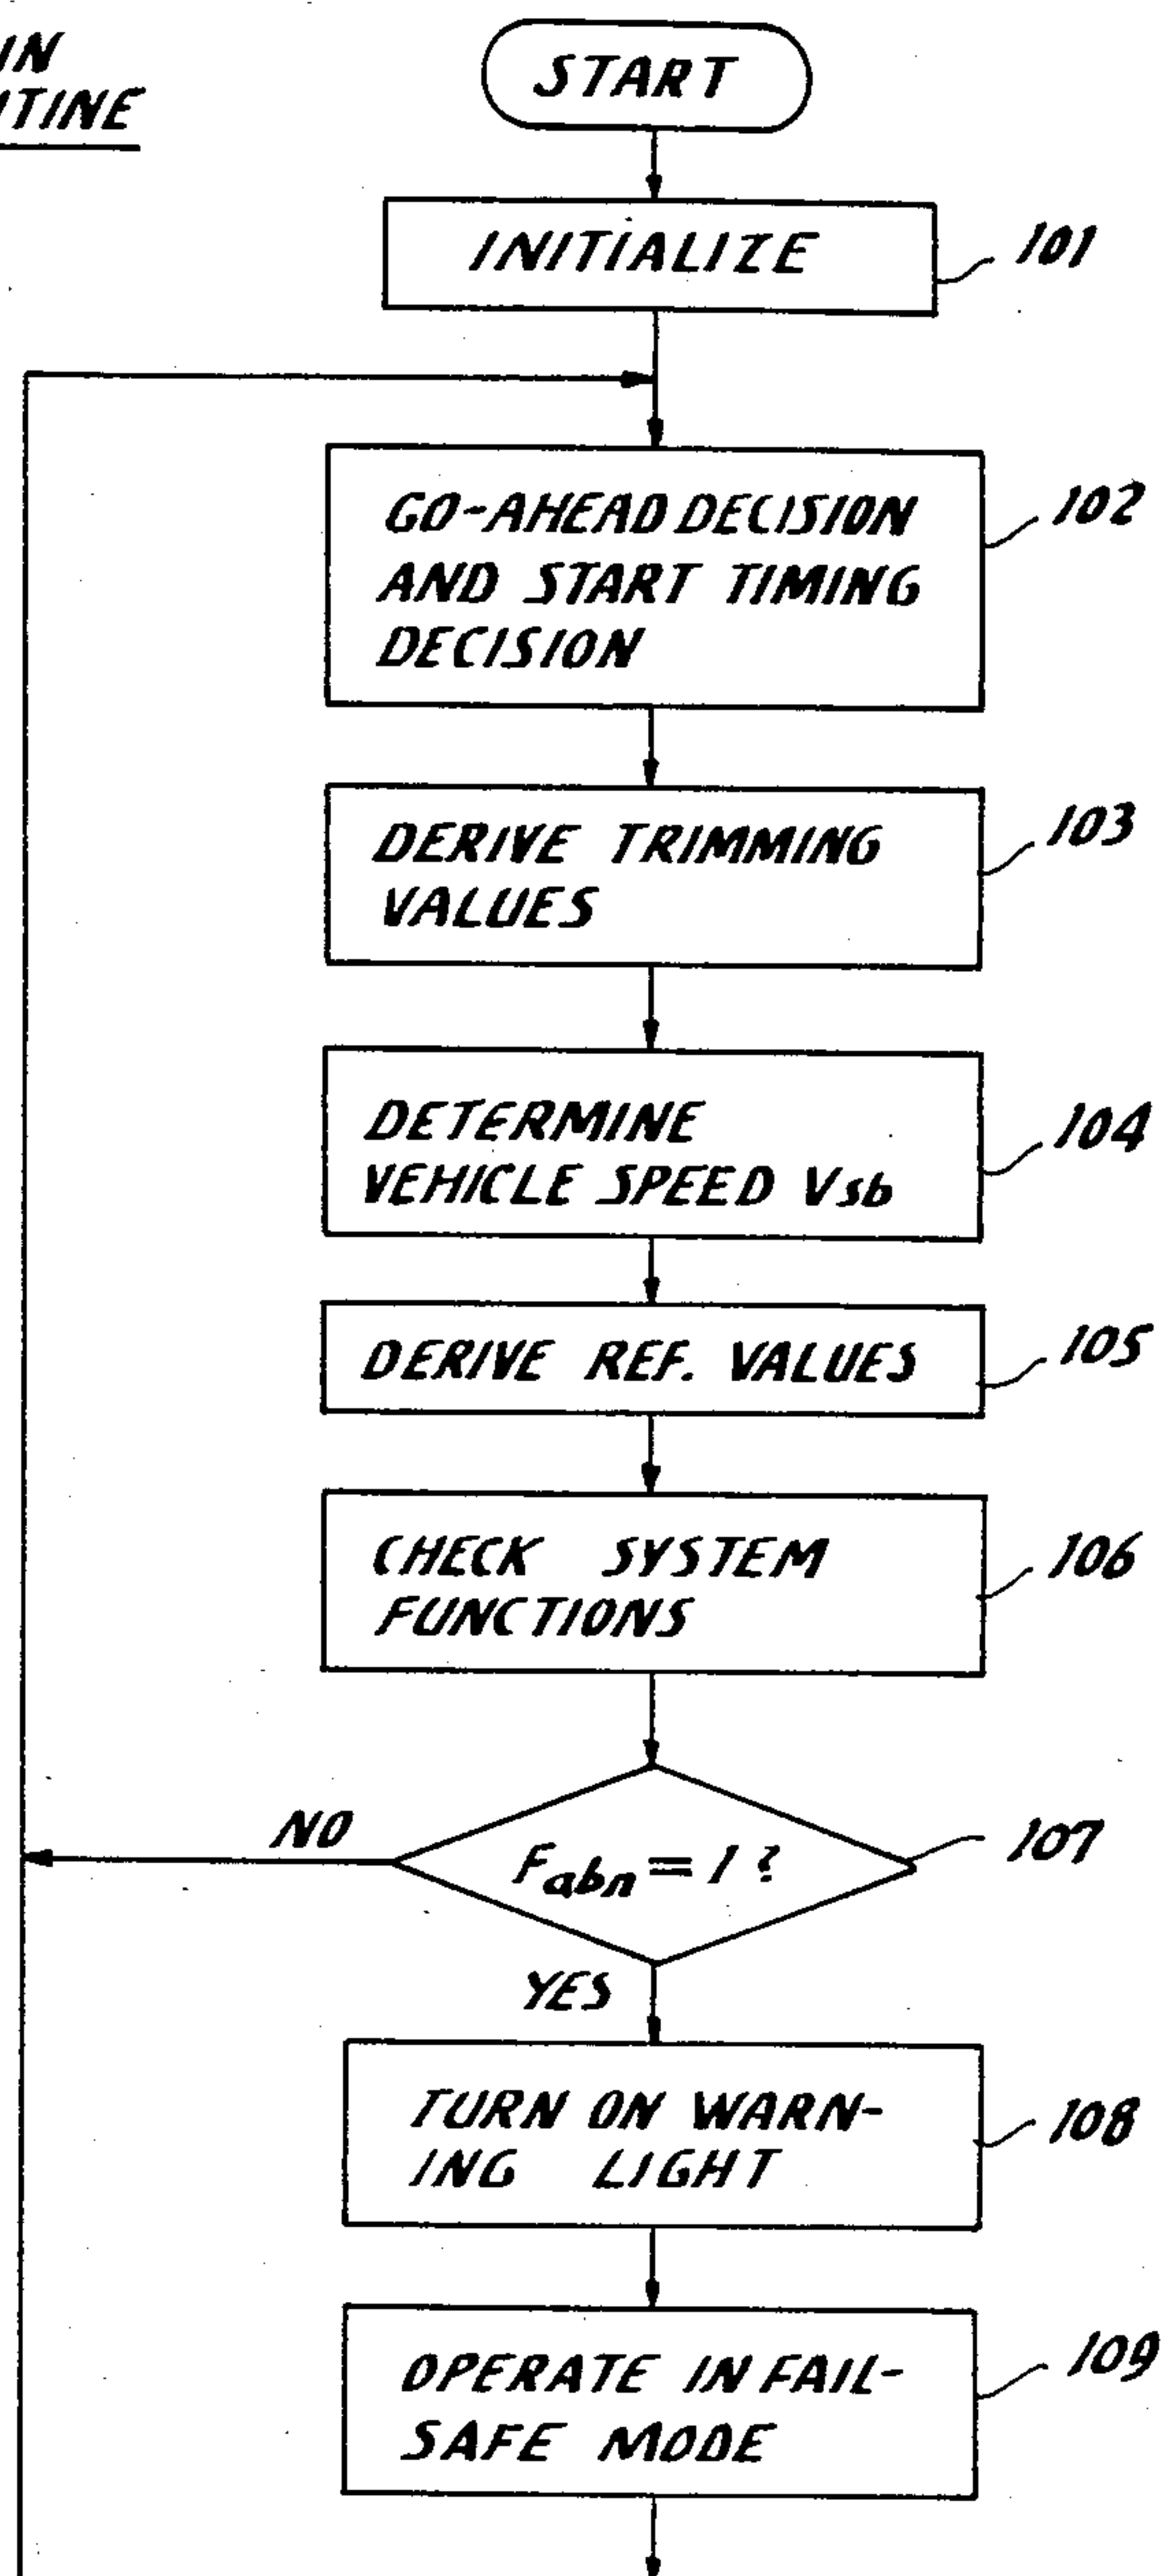 START
INITIALIZE
101
GO-AHEAD DECISION
AND START TIMING
DECISION
102
DERIVE TRIMMING
VALUES
103
DETERMINE
VEHICLE SPEED Vsb
104
DERIVE REF. VALUES
105
CHECK SYSTEM
FUNCTIONS
106
NO
Fabn = 1 ?
107
YES
TURN ON WARN-
ING LIGHT
108
OPERATE IN FAIL-
SAFE MODE
109